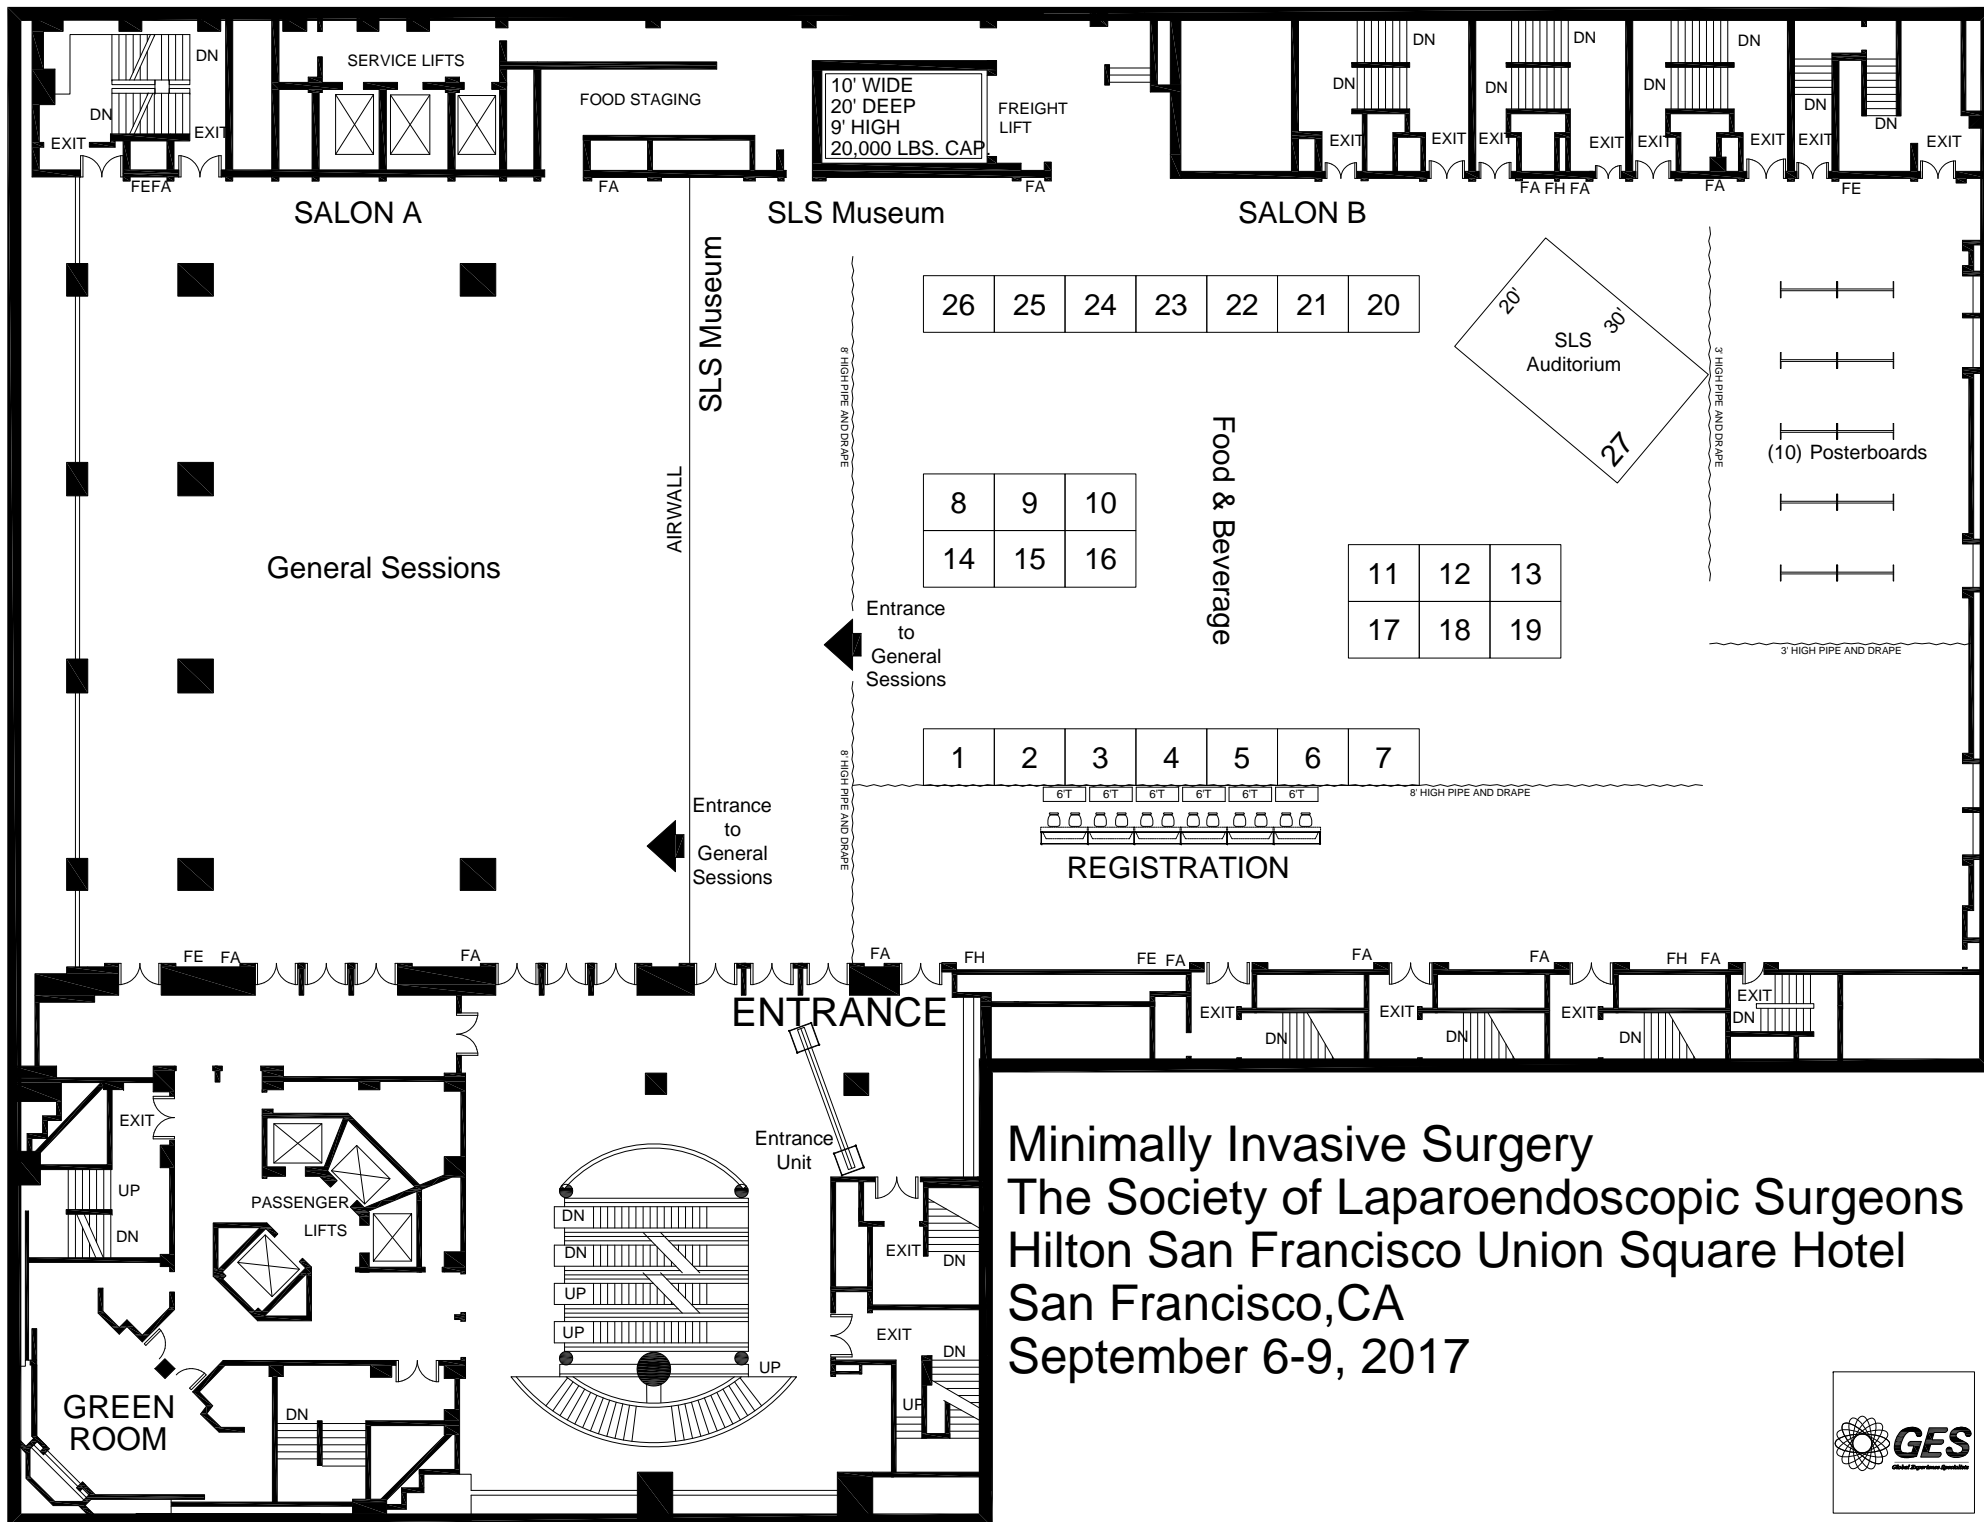 DN
SERVICE LIFTS
DN
DN
DN
DN
FOOD STAGING
10' WIDE
20' DEEP
9' HIGH
20,000 LBS. CAP.
FREIGHT
LIFT
DN
DN
DN
DN
DN
DN
EXIT
EXIT
EXIT
EXIT
EXIT
EXIT
EXIT
EXIT
EXIT
EXIT
FEFA
FA
FA
FA FH FA
FA
FE
SALON A
SLS Museum
SALON B
SLS Museum
26 25 24 23 22 21 20
20'
30'
SLS
Auditorium
27
8' HIGH PIPE AND DRAPE
3' HIGH PIPE AND DRAPE
(10) Posterboards
Food & Beverage
AIRWALL
8 9 10
14 15 16
General Sessions
11 12 13
17 18 19
Entrance
to
General
Sessions
3' HIGH PIPE AND DRAPE
1 2 3 4 5 6 7
8' HIGH PIPE AND DRAPE
6'T 6'T 6'T 6'T 6'T 6'T
8' HIGH PIPE AND DRAPE
Entrance
to
General
Sessions
REGISTRATION
FE FA
FA
FA
FH
FE FA
FA
FA
FH FA
ENTRANCE
EXIT
DN
EXIT
DN
EXIT
DN
EXIT
DN
EXIT
UP
DN
PASSENGER
LIFTS
Entrance
Unit
DN
DN
UP
UP
UP
EXIT
DN
EXIT
DN
UP
GREEN
ROOM
DN
Minimally Invasive Surgery
The Society of Laparoendoscopic Surgeons
Hilton San Francisco Union Square Hotel
San Francisco,CA
September 6-9, 2017
GES
Global Experience Specialists